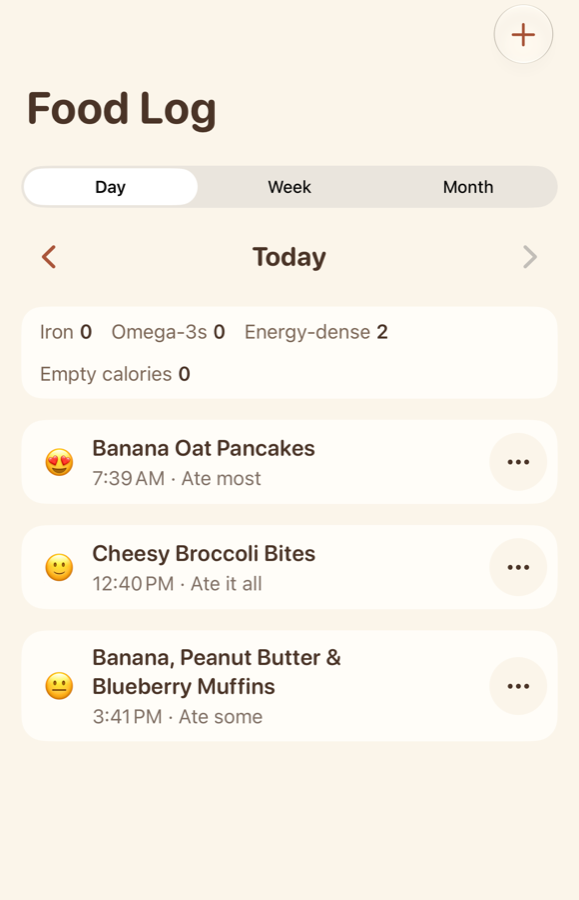 Food Log
Day Week Month
Today
Iron 0 Omega-3s 0 Energy-dense 2
Empty calories 0
Banana Oat Pancakes
7:39 AM · Ate most
Cheesy Broccoli Bites
12:40 PM · Ate it all
Banana, Peanut Butter &
Blueberry Muffins
3:41 PM · Ate some